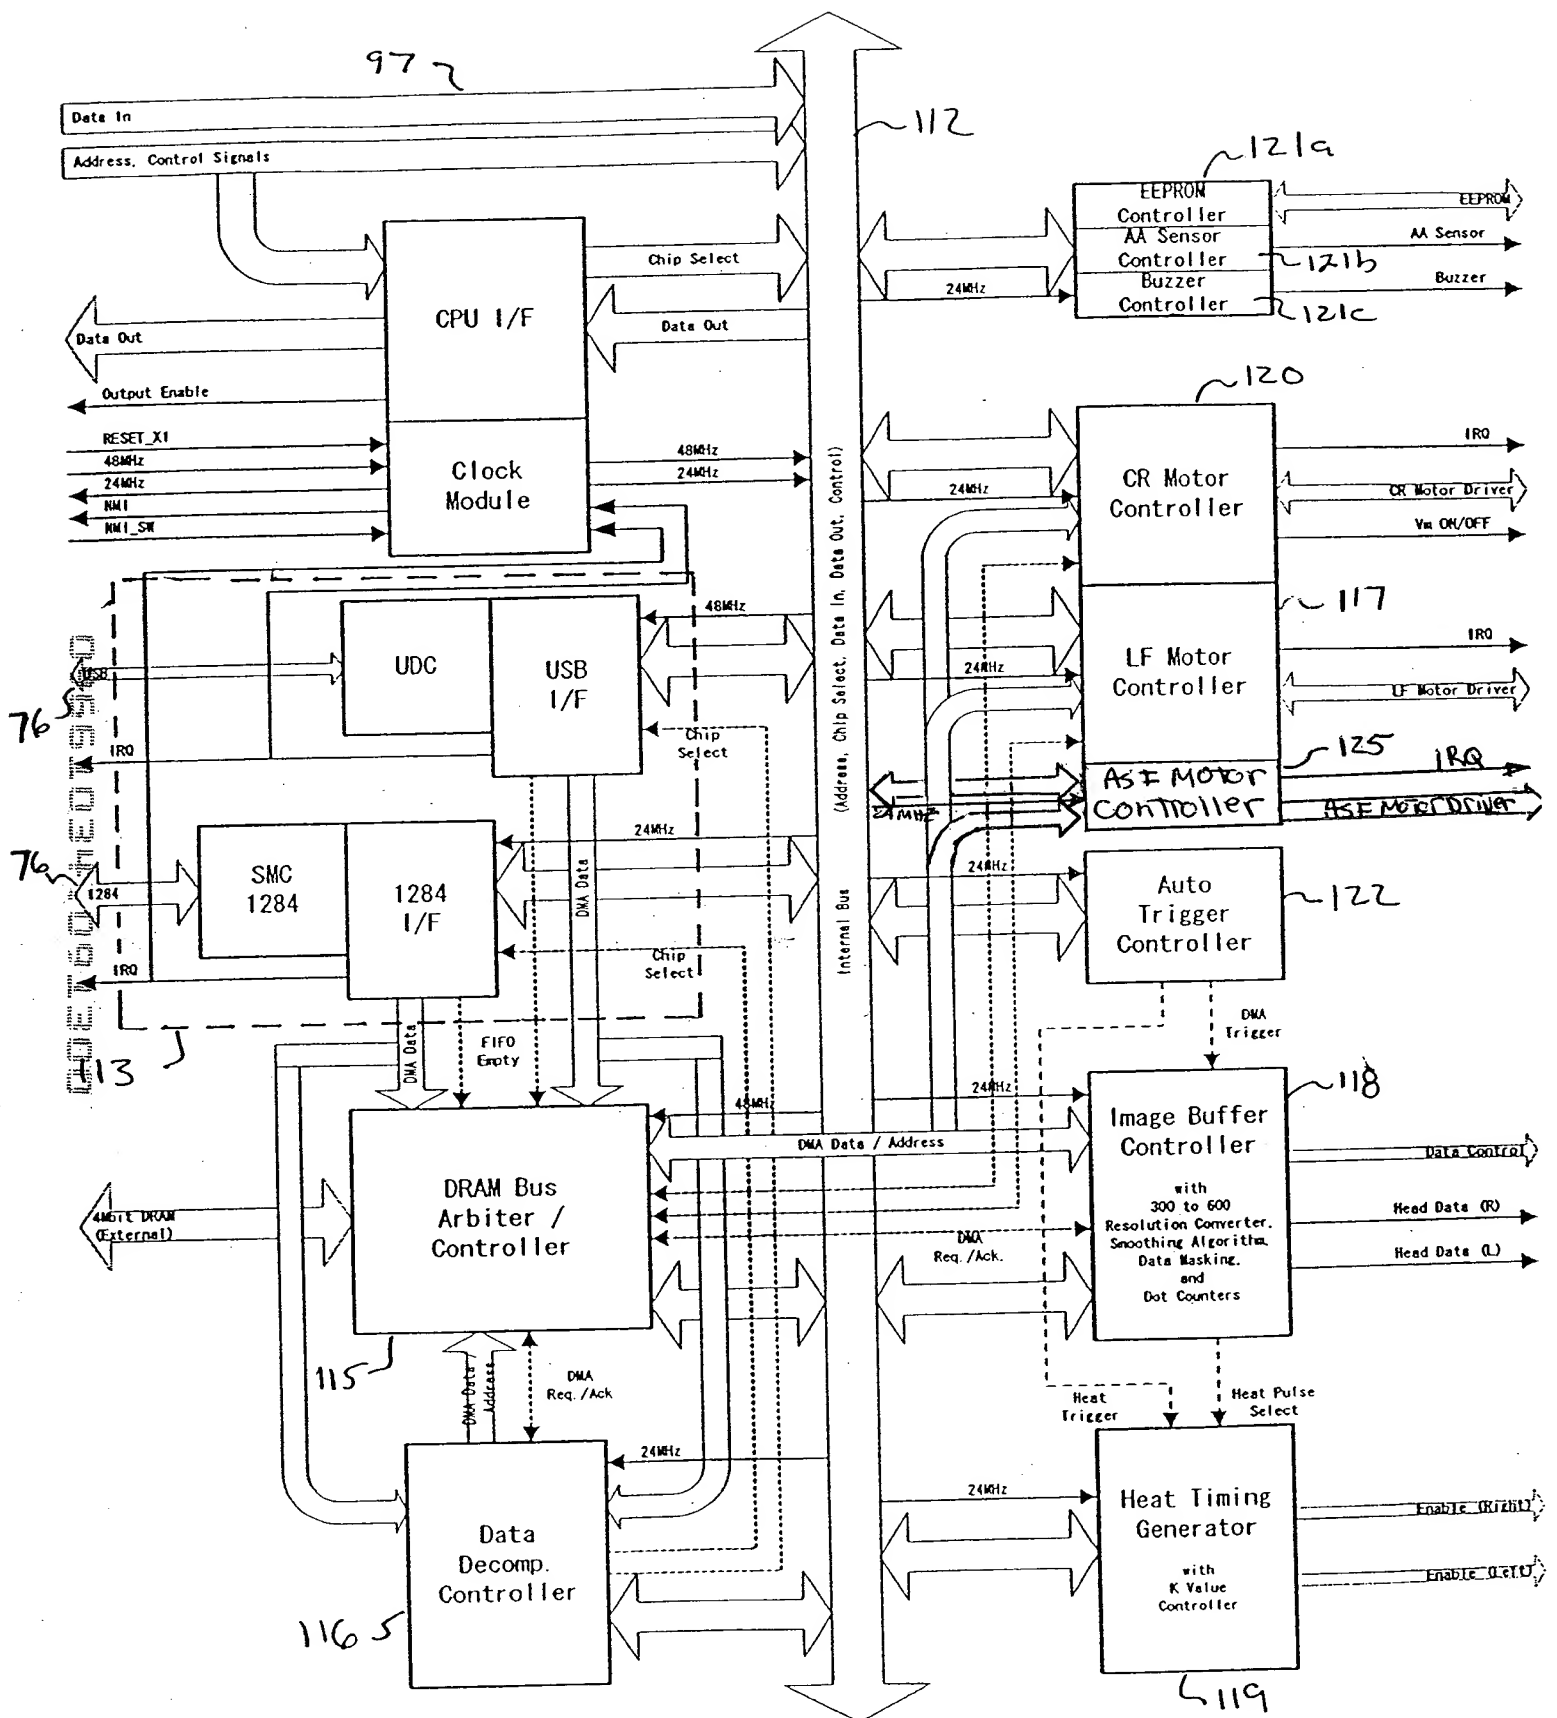 97
Data In
Address, Control Signals
Chip Select
CPU I/F
Data Out
Data Out
Output Enable
RESET_X1
48MHz
24MHz
NMI
NMI_SW
Clock
Module
48MHz
24MHz
112
Internal Bus (Address, Chip Select, Data In, Data Out, Control)
121a
EEPROM
Controller
AA Sensor
Controller
Buzzer
Controller
121b
121c
24MHz
EEPROM
AA Sensor
Buzzer
120
CR Motor
Controller
24MHz
IRQ
CR Motor Driver
Vm ON/OFF
117
LF Motor
Controller
24MHz
IRQ
LF Motor Driver
125
ASF MOTOR
Controller
24 MHz
IRQ
ASF Motor Driver
UDC
USB
I/F
48MHz
USB
76
IRQ
Chip
Select
SMC
1284
1284
I/F
24MHz
1284
76
IRQ
Chip
Select
DMA Data
DMA Data
FIFO
Empty
113
24MHz
Auto
Trigger
Controller
122
DMA
Trigger
118
24MHz
Image Buffer
Controller
with
300 to 600
Resolution Converter,
Smoothing Algorithm,
Data Masking,
and
Dot Counters
Data Control
Head Data (R)
Head Data (L)
48MHz
DMA Data / Address
DRAM Bus
Arbiter /
Controller
4Mbit DRAM
(External)
DMA
Req./Ack.
115
DMA Data /
Address
DMA
Req./Ack
Heat
Trigger
Heat Pulse
Select
24MHz
Data
Decomp.
Controller
116
24MHz
Heat Timing
Generator
with
K Value
Controller
Enable (Right)
Enable (Left)
119